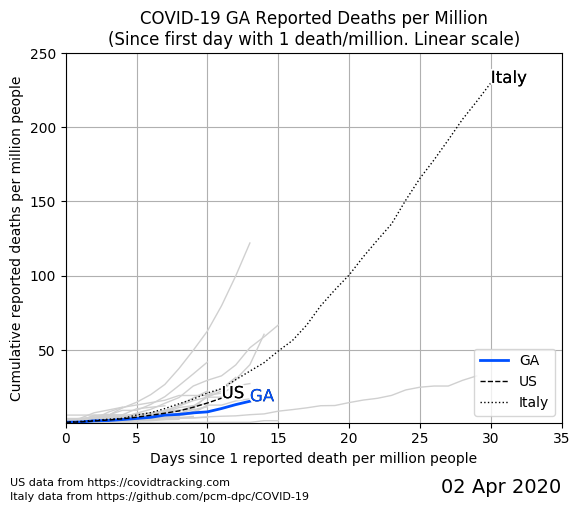 COVID-19 GA Reported Deaths per Million
(Since first day with 1 death/million. Linear scale)
Cumulative reported deaths per million people
250
200
150
100
50
Italy
US
GA
GA
US
Italy
0 5 10 15 20 25 30 35
Days since 1 reported death per million people
US data from https://covidtracking.com
Italy data from https://github.com/pcm-dpc/COVID-19
02 Apr 2020